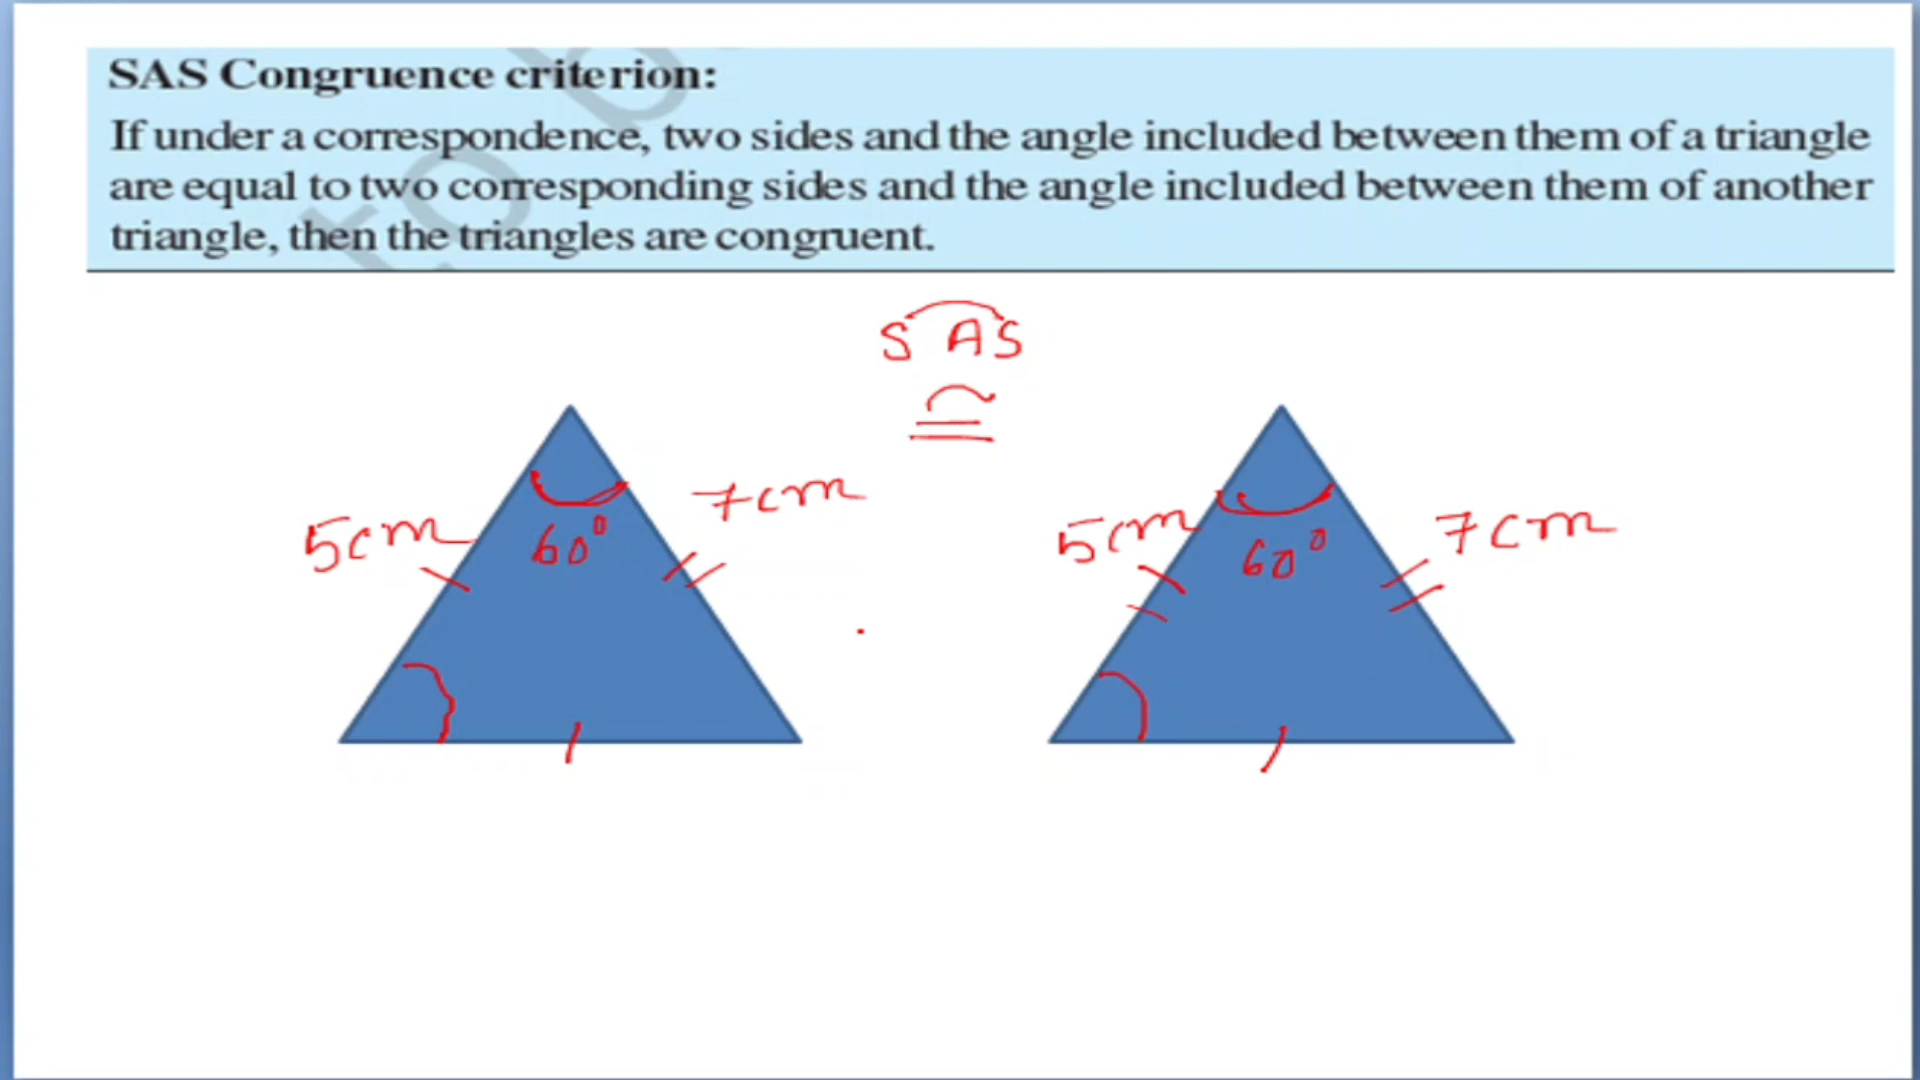 SAS Congruence criterion:
If under a correspondence, two sides and the angle included between them of a triangle
are equal to two corresponding sides and the angle included between them of another
triangle, then the triangles are congruent.
S AS
≅
5cm 60° 7cm
5cm 60° 7cm